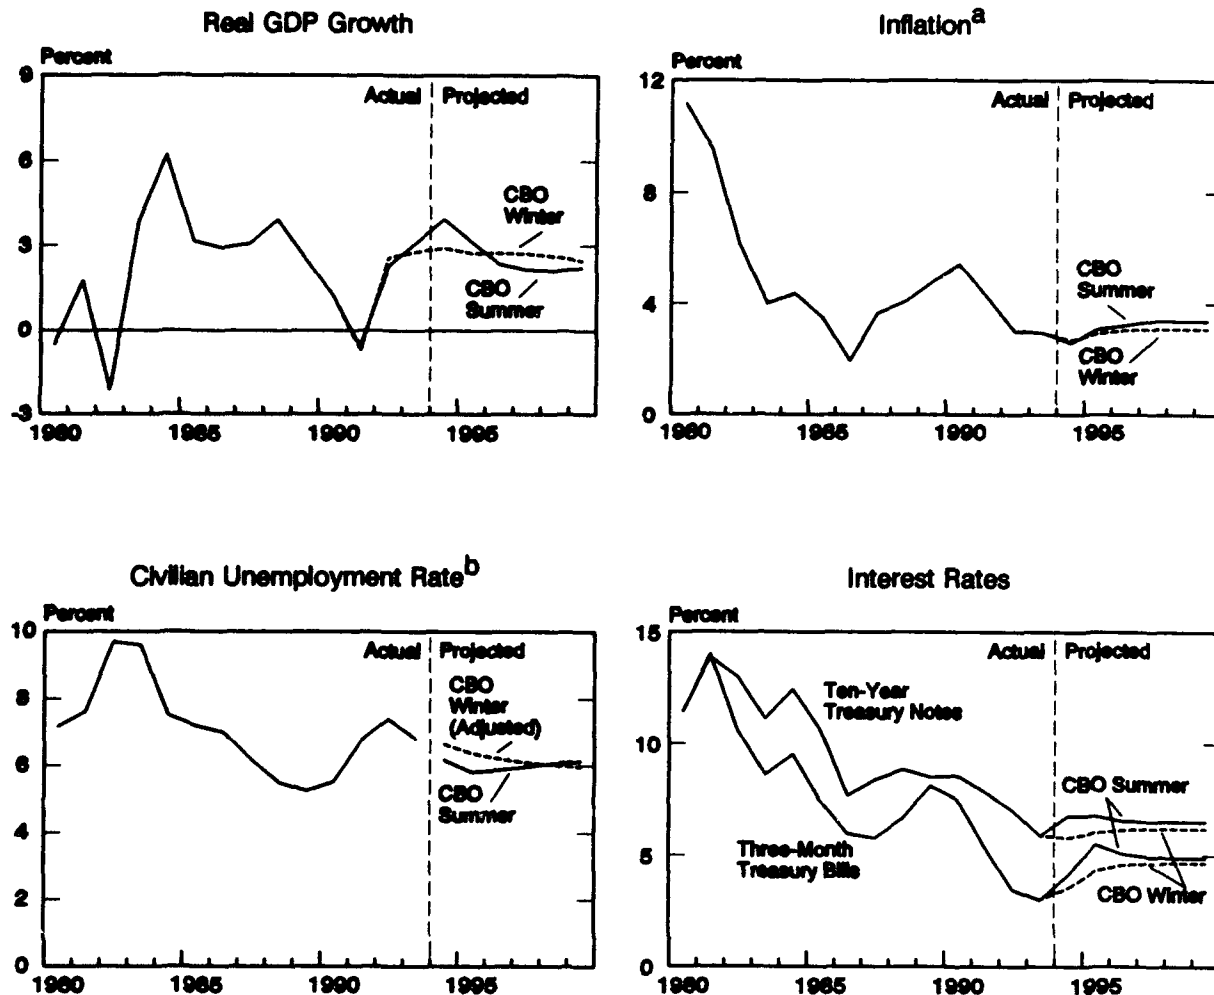 Real GDP Growth
Percent
9
6
3
0
-3
Actual
Projected
CBO
Winter
CBO
Summer
1980
1985
1990
1995
Inflation^a
Percent
12
8
4
0
Actual
Projected
CBO
Summer
CBO
Winter
1980
1985
1990
1995
Civilian Unemployment Rate^b
Percent
10
8
6
4
2
0
Actual
Projected
CBO
Winter
(Adjusted)
CBO
Summer
1980
1985
1990
1995
Interest Rates
Percent
15
10
5
0
Actual
Projected
Ten-Year
Treasury Notes
CBO Summer
Three-Month
Treasury Bills
CBO Winter
1980
1985
1990
1995